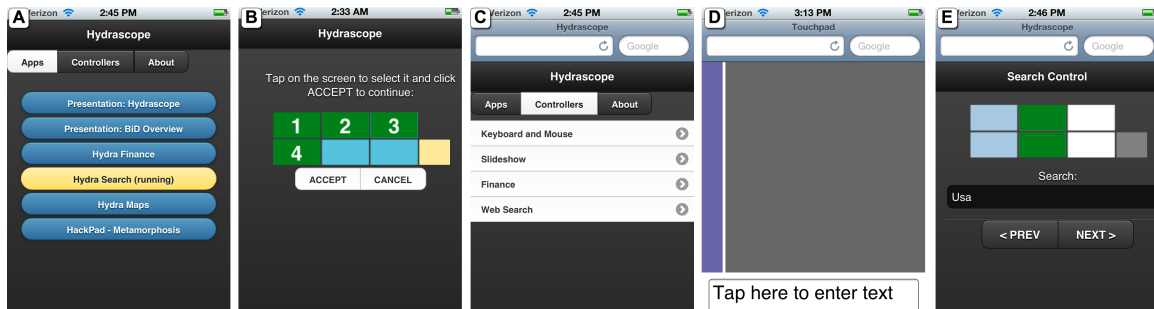 A
Verizon 2:45 PM
Hydrascope
Apps Controllers About
Presentation: Hydrascope
Presentation: BiD Overview
Hydra Finance
Hydra Search (running)
Hydra Maps
HackPad - Metamorphosis
B
erizon 2:33 AM
Hydrascope
Tap on the screen to select it and click
ACCEPT to continue:
1 2 3
4
ACCEPT CANCEL
C
Verizon 2:45 PM
Hydrascope
Google
Hydrascope
Apps Controllers About
Keyboard and Mouse
Slideshow
Finance
Web Search
D
erizon 3:13 PM
Touchpad
Google
Tap here to enter text
E
Verizon 2:46 PM
Hydrascope
Google
Search Control
Search:
Usa
< PREV NEXT >